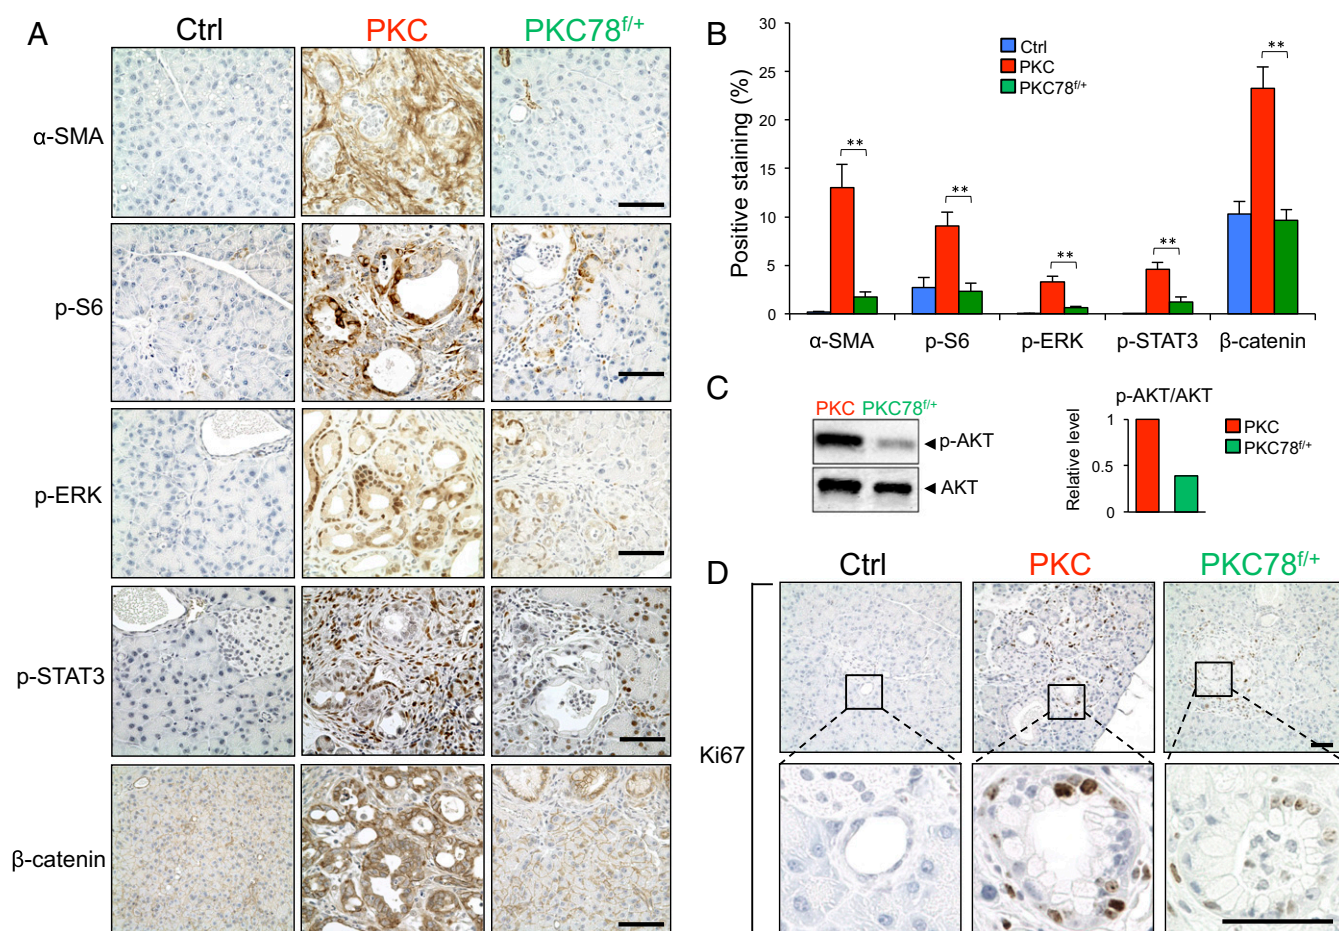 A
Ctrl
PKC
PKC78f/+
α-SMA
p-S6
p-ERK
p-STAT3
β-catenin
B
Positive staining (%)
30
25
20
15
10
5
0
Ctrl
PKC
PKC78f/+
**
**
**
**
**
α-SMA
p-S6
p-ERK
p-STAT3
β-catenin
C
PKC PKC78f/+
p-AKT
AKT
p-AKT/AKT
Relative level
1
0.5
0
PKC
PKC78f/+
D
Ctrl
PKC
PKC78f/+
Ki67